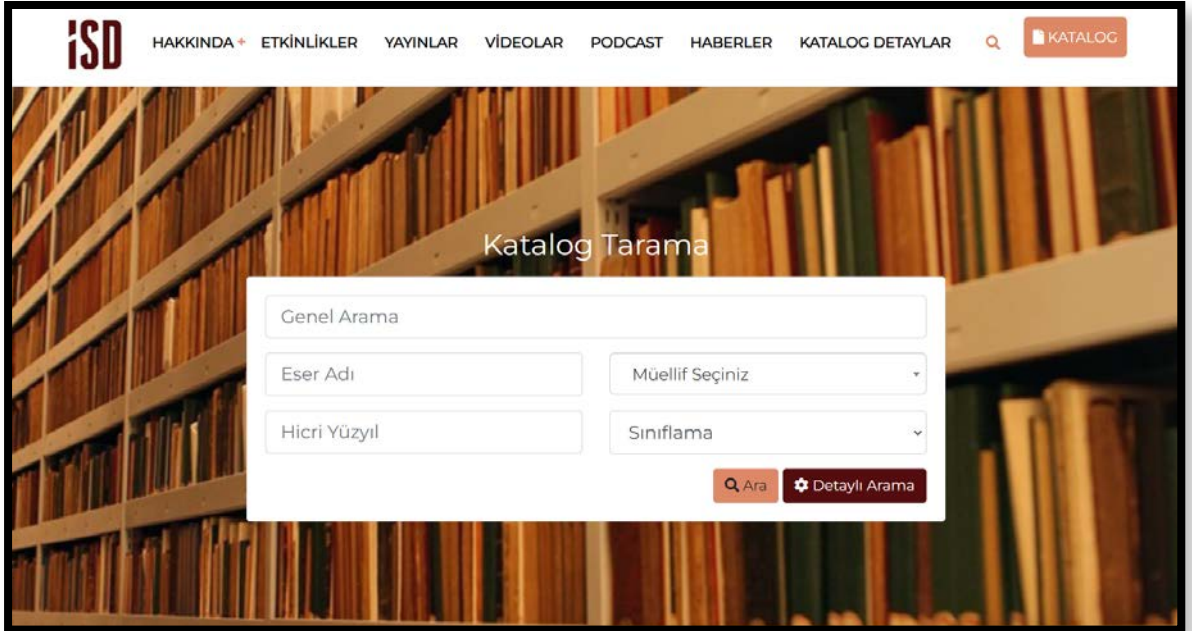 iSD
HAKKINDA + ETKİNLİKLER YAYINLAR VİDEOLAR PODCAST HABERLER KATALOG DETAYLAR KATALOG
Katalog Tarama
Genel Arama
Eser Adı Müellif Seçiniz
Hicri Yüzyıl Sınıflama
Ara Detaylı Arama